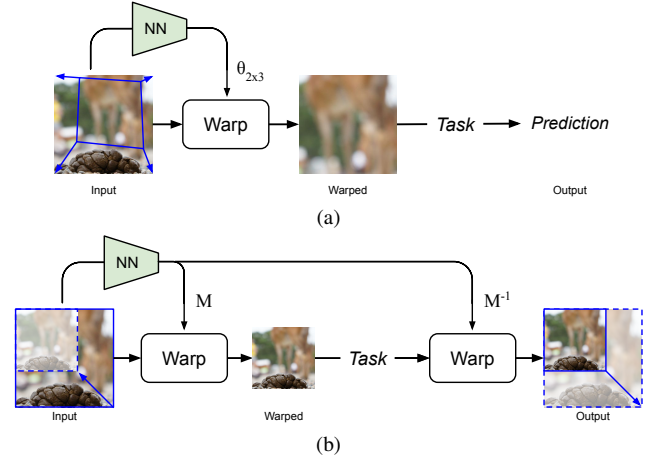 NN
θ2x3
Warp
Task
Prediction
Input
Warped
Output
(a)
NN
M
M-1
Warp
Task
Warp
Input
Warped
Output
(b)